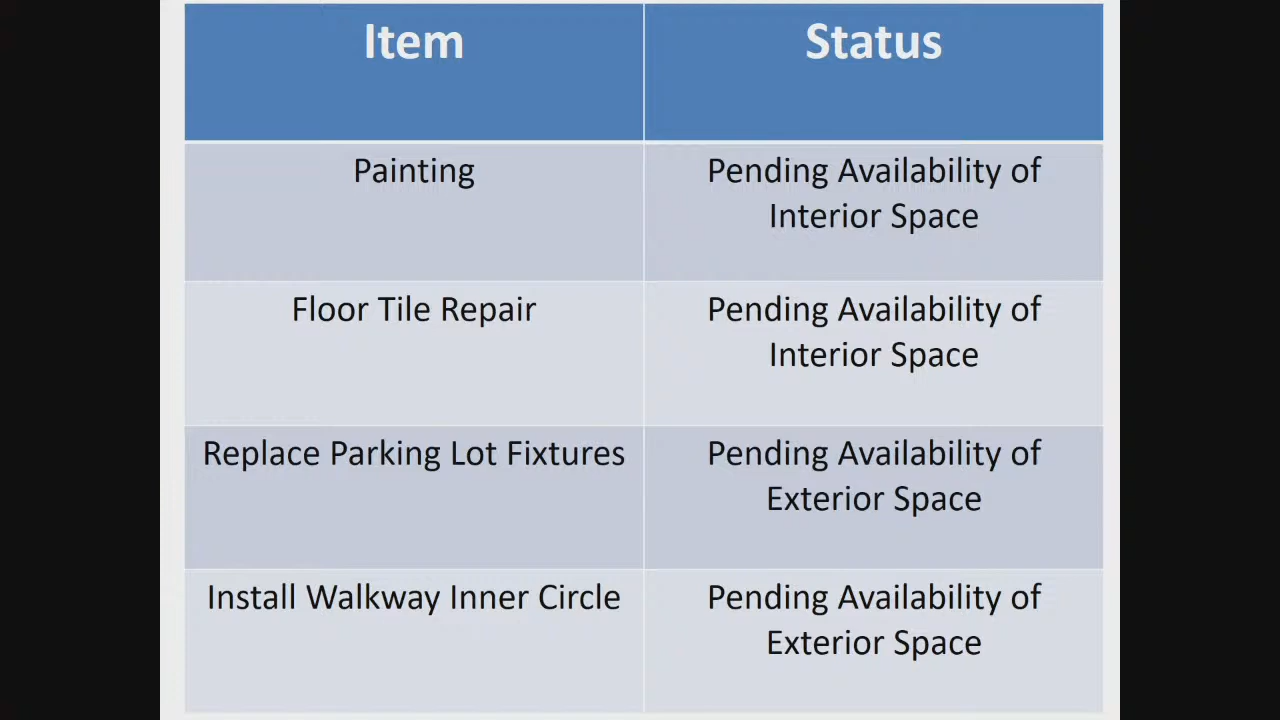 Item
Status
Painting
Pending Availability of
Interior Space
Floor Tile Repair
Pending Availability of
Interior Space
Replace Parking Lot Fixtures
Pending Availability of
Exterior Space
Install Walkway Inner Circle
Pending Availability of
Exterior Space